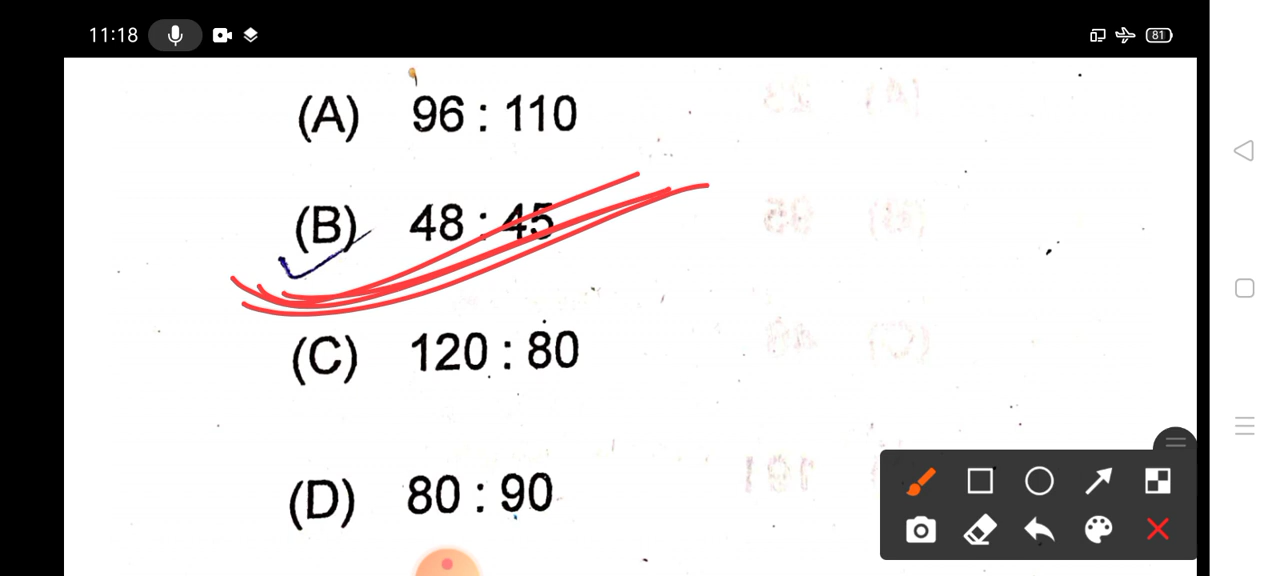 11:18
81
(A) 96 : 110
(B) 48 : 45
(C) 120 : 80
(D) 80 : 90